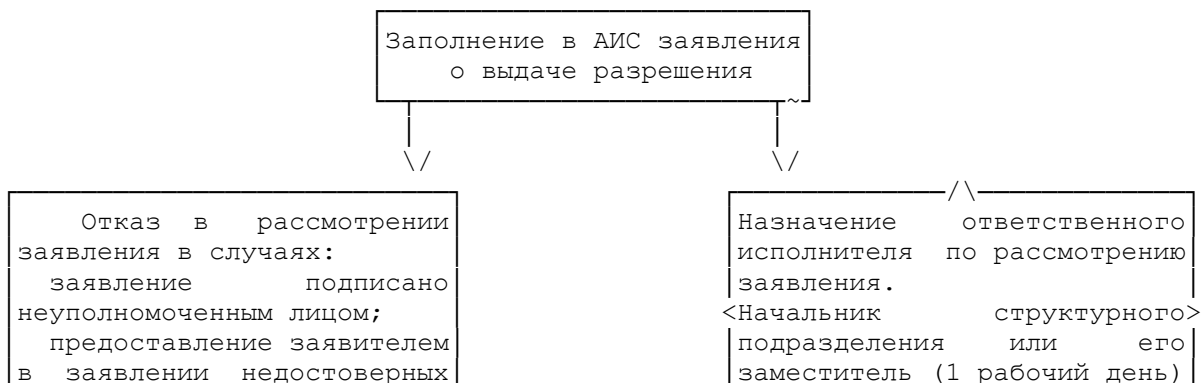 Заполнение в АИС заявления
о выдаче разрешения
Отказ в рассмотрении
заявления в случаях:
заявление подписано
неуполномоченным лицом;
предоставление заявителем
в заявлении недостоверных
Назначение ответственного
исполнителя по рассмотрению
заявления.
Начальник структурного
подразделения или его
заместитель (1 рабочий день)